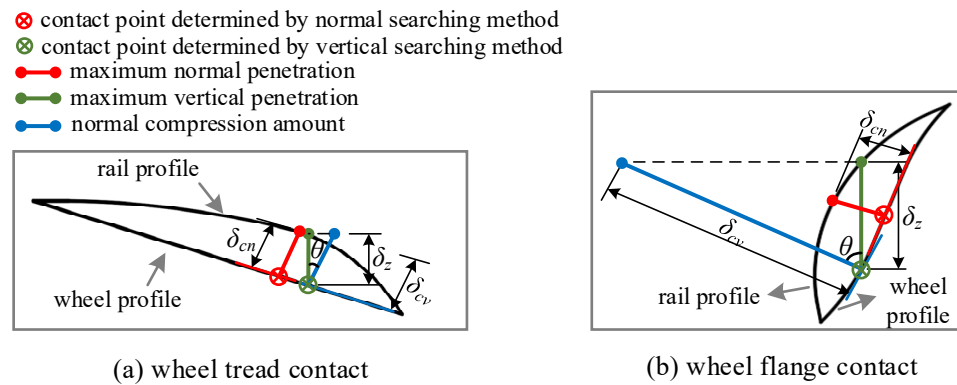 contact point determined by normal searching method
contact point determined by vertical searching method
maximum normal penetration
maximum vertical penetration
normal compression amount
rail profile
δcn
θ
δz
δcv
wheel profile
(a) wheel tread contact
δcn
δz
δcv
θ
rail profile
wheel
profile
(b) wheel flange contact